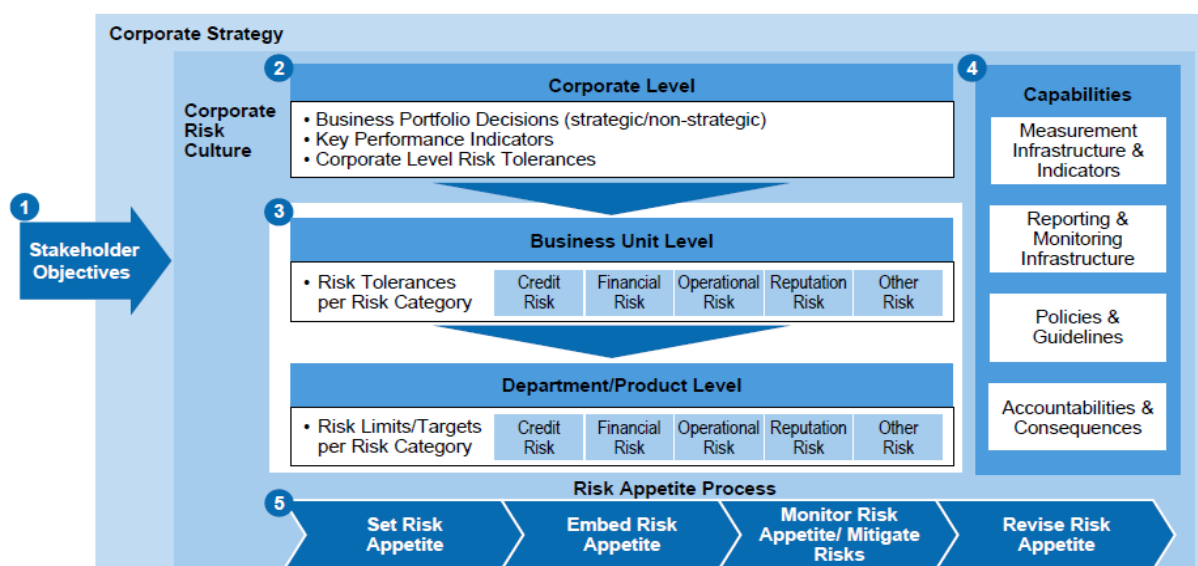 Corporate Strategy
Corporate
Risk
Culture
1
Stakeholder
Objectives
2
Corporate Level
• Business Portfolio Decisions (strategic/non-strategic)
• Key Performance Indicators
• Corporate Level Risk Tolerances
3
Business Unit Level
• Risk Tolerances
per Risk Category
Credit
Risk
Financial
Risk
Operational
Risk
Reputation
Risk
Other
Risk
Department/Product Level
• Risk Limits/Targets
per Risk Category
Credit
Risk
Financial
Risk
Operational
Risk
Reputation
Risk
Other
Risk
4
Capabilities
Measurement
Infrastructure &
Indicators
Reporting &
Monitoring
Infrastructure
Policies &
Guidelines
Accountabilities &
Consequences
Risk Appetite Process
5
Set Risk
Appetite
Embed Risk
Appetite
Monitor Risk
Appetite/ Mitigate
Risks
Revise Risk
Appetite